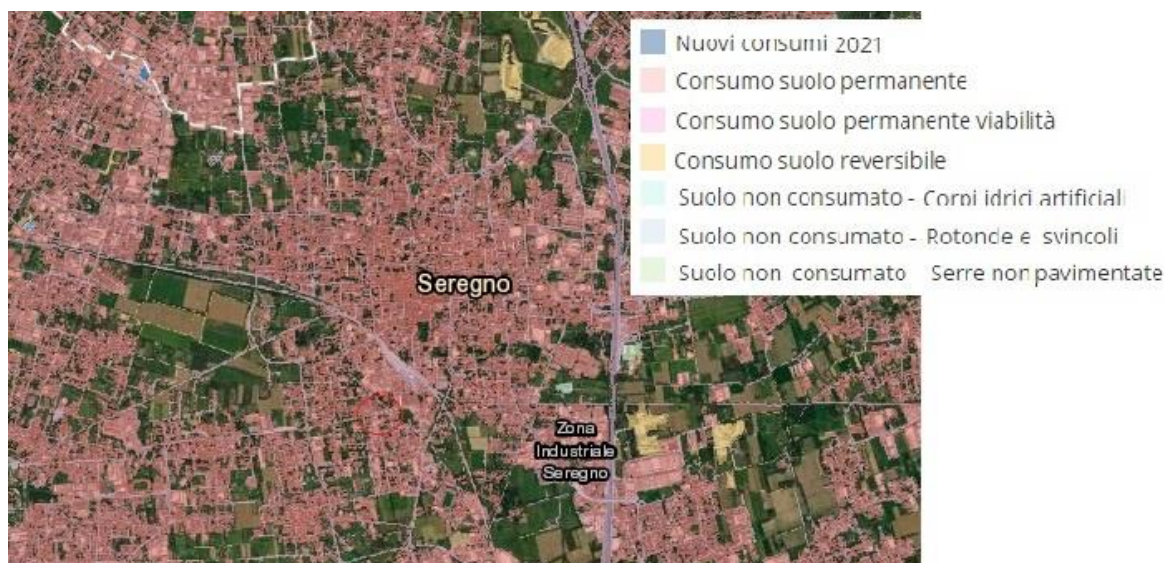 Nuovi consumi 2021
Consumo suolo permanente
Consumo suolo permanente viabilità
Consumo suolo reversibile
Suolo non consumato - Corpi idrici artificiali
Suolo non consumato - Rotonde e svincoli
Suolo non consumato Serre non pavimentate
Seregno
Zona
Industriale
Seregno